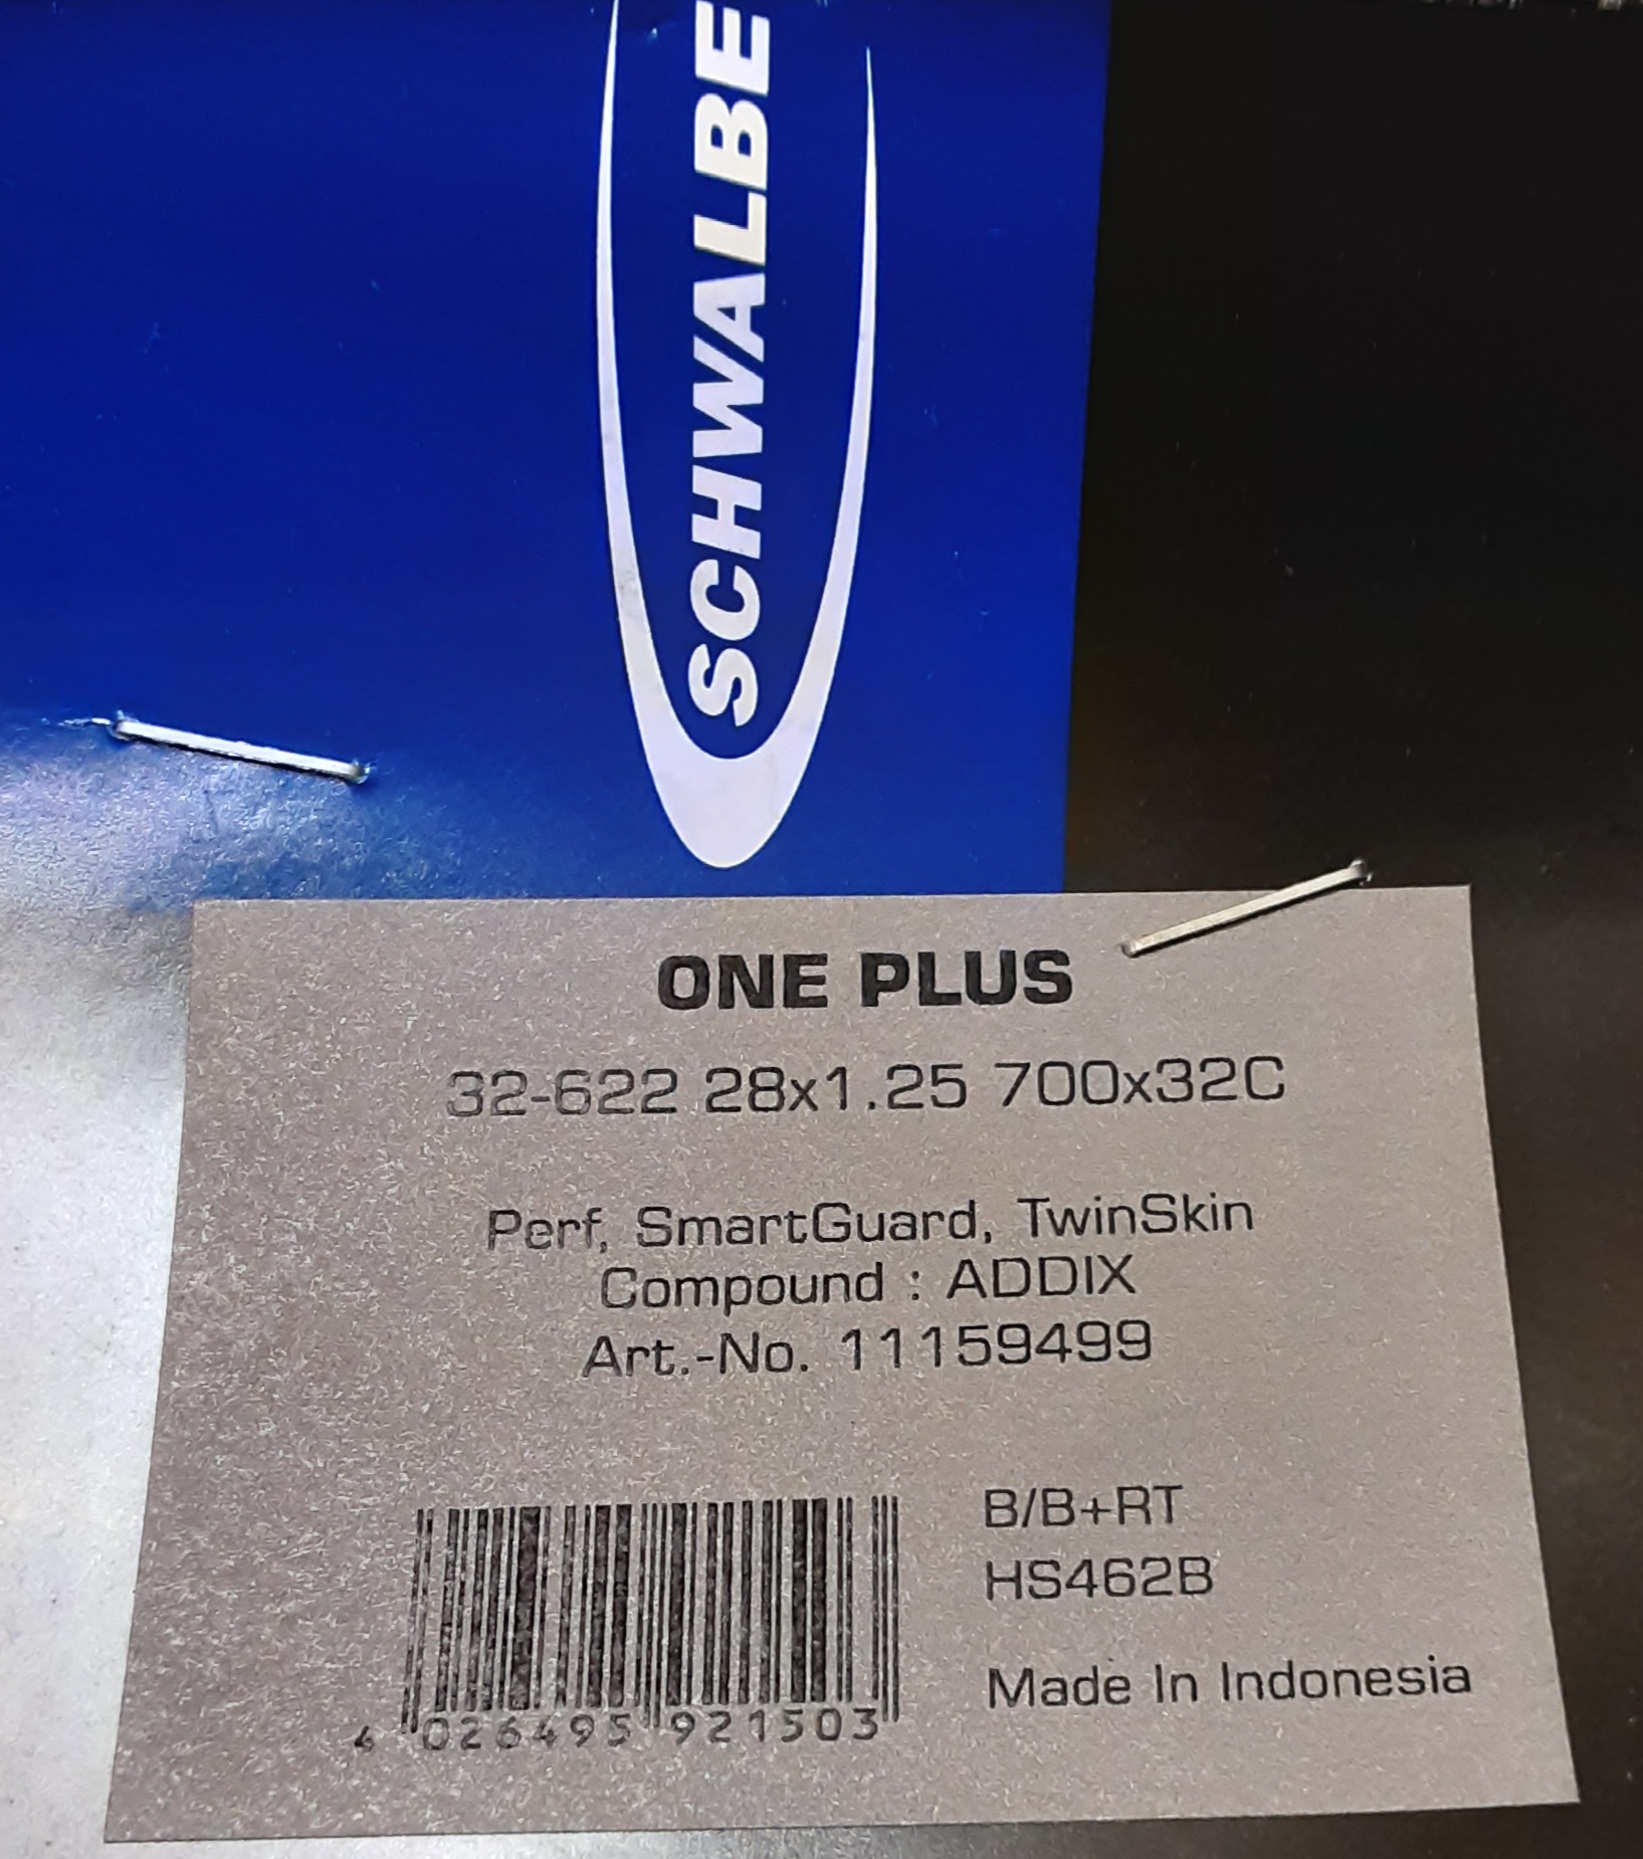 SCHWALBE
ONE PLUS
32-622 28x1.25 700x32C
Perf, SmartGuard, TwinSkin
Compound : ADDIX
Art.-No. 11159499
B/B+RT
HS462B
Made In Indonesia
4 026495 921503